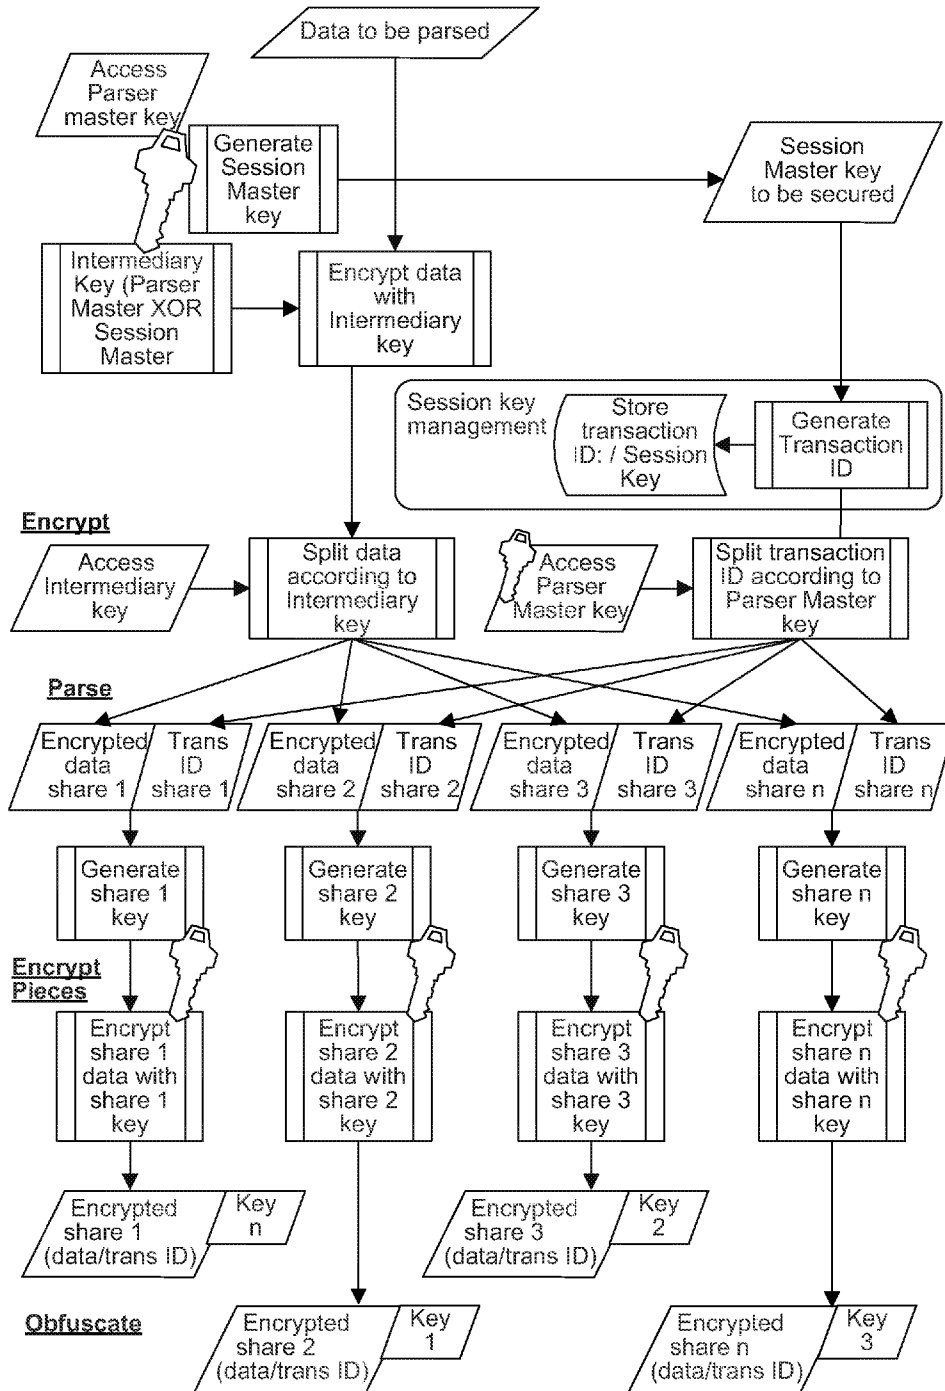 Data to be parsed
Access
Parser
master key
Generate
Session
Master
key
Session
Master key
to be secured
Intermediary
Key (Parser
Master XOR
Session
Master
Encrypt data
with
Intermediary
key
Session key
management
Store
transaction
ID: / Session
Key
Generate
Transaction
ID
Encrypt
Access
Intermediary
key
Split data
according to
Intermediary
key
Access
Parser
Master key
Split transaction
ID according to
Parser Master
key
Parse
Encrypted
data
share 1
Trans
ID
share 1
Encrypted
data
share 2
Trans
ID
share 2
Encrypted
data
share 3
Trans
ID
share 3
Encrypted
data
share n
Trans
ID
share n
Generate
share 1
key
Generate
share 2
key
Generate
share 3
key
Generate
share n
key
Encrypt
Pieces
Encrypt
share 1
data with
share 1
key
Encrypt
share 2
data with
share 2
key
Encrypt
share 3
data with
share 3
key
Encrypt
share n
data with
share n
key
Encrypted
share 1
(data/trans ID)
Key
n
Encrypted
share 3
(data/trans ID)
Key
2
Obfuscate
Encrypted
share 2
(data/trans ID)
Key
1
Encrypted
share n
(data/trans ID)
Key
3